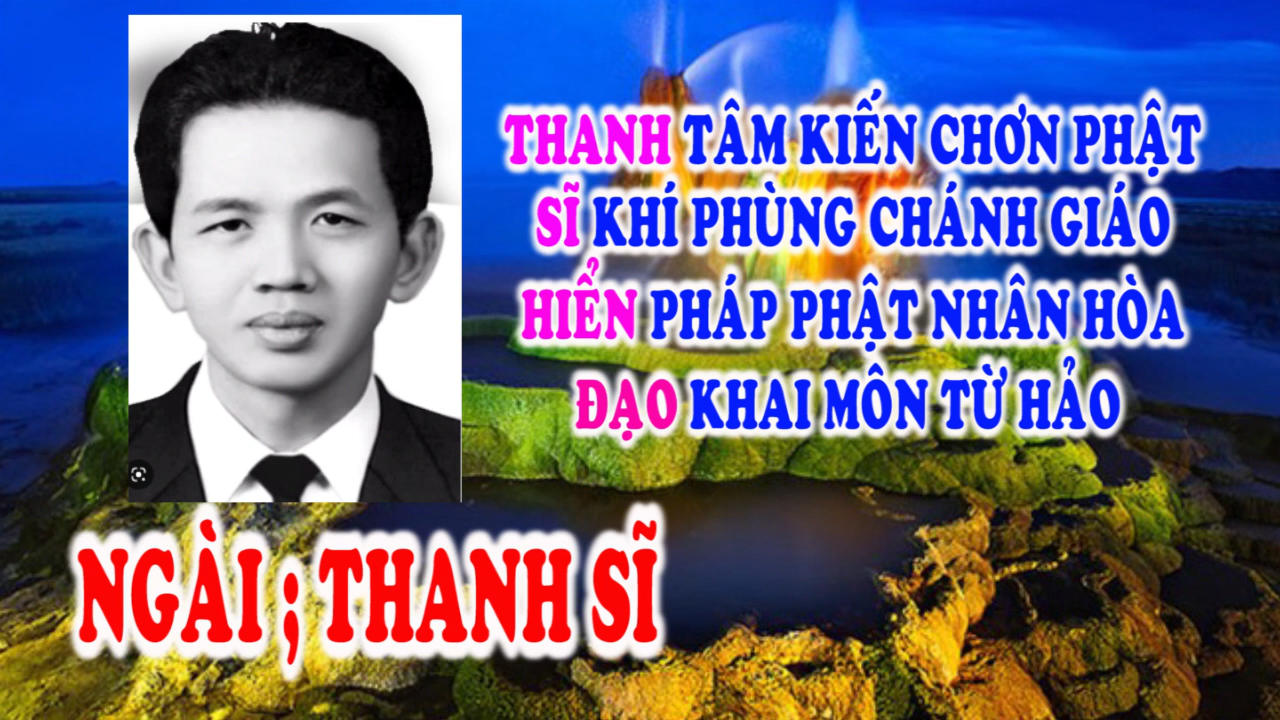 THANH TÂM KIẾN CHƠN PHẬT
SĨ KHÍ PHÙNG CHÁNH GIÁO
HIỂN PHÁP PHẬT NHÂN HÒA
ĐẠO KHAI MÔN TỪ HẢO
NGÀI ; THANH SĨ